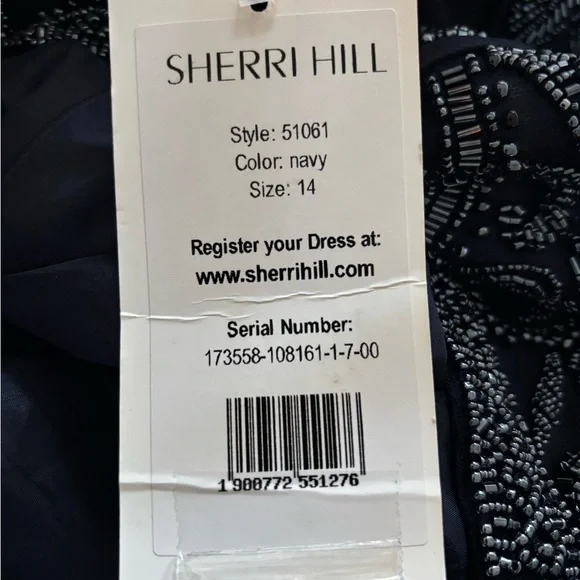 SHERRI HILL
Style: 51061
Color: navy
Size: 14
Register your Dress at:
www.sherrihill.com
Serial Number:
173558-108161-1-7-00
1 900772 551276